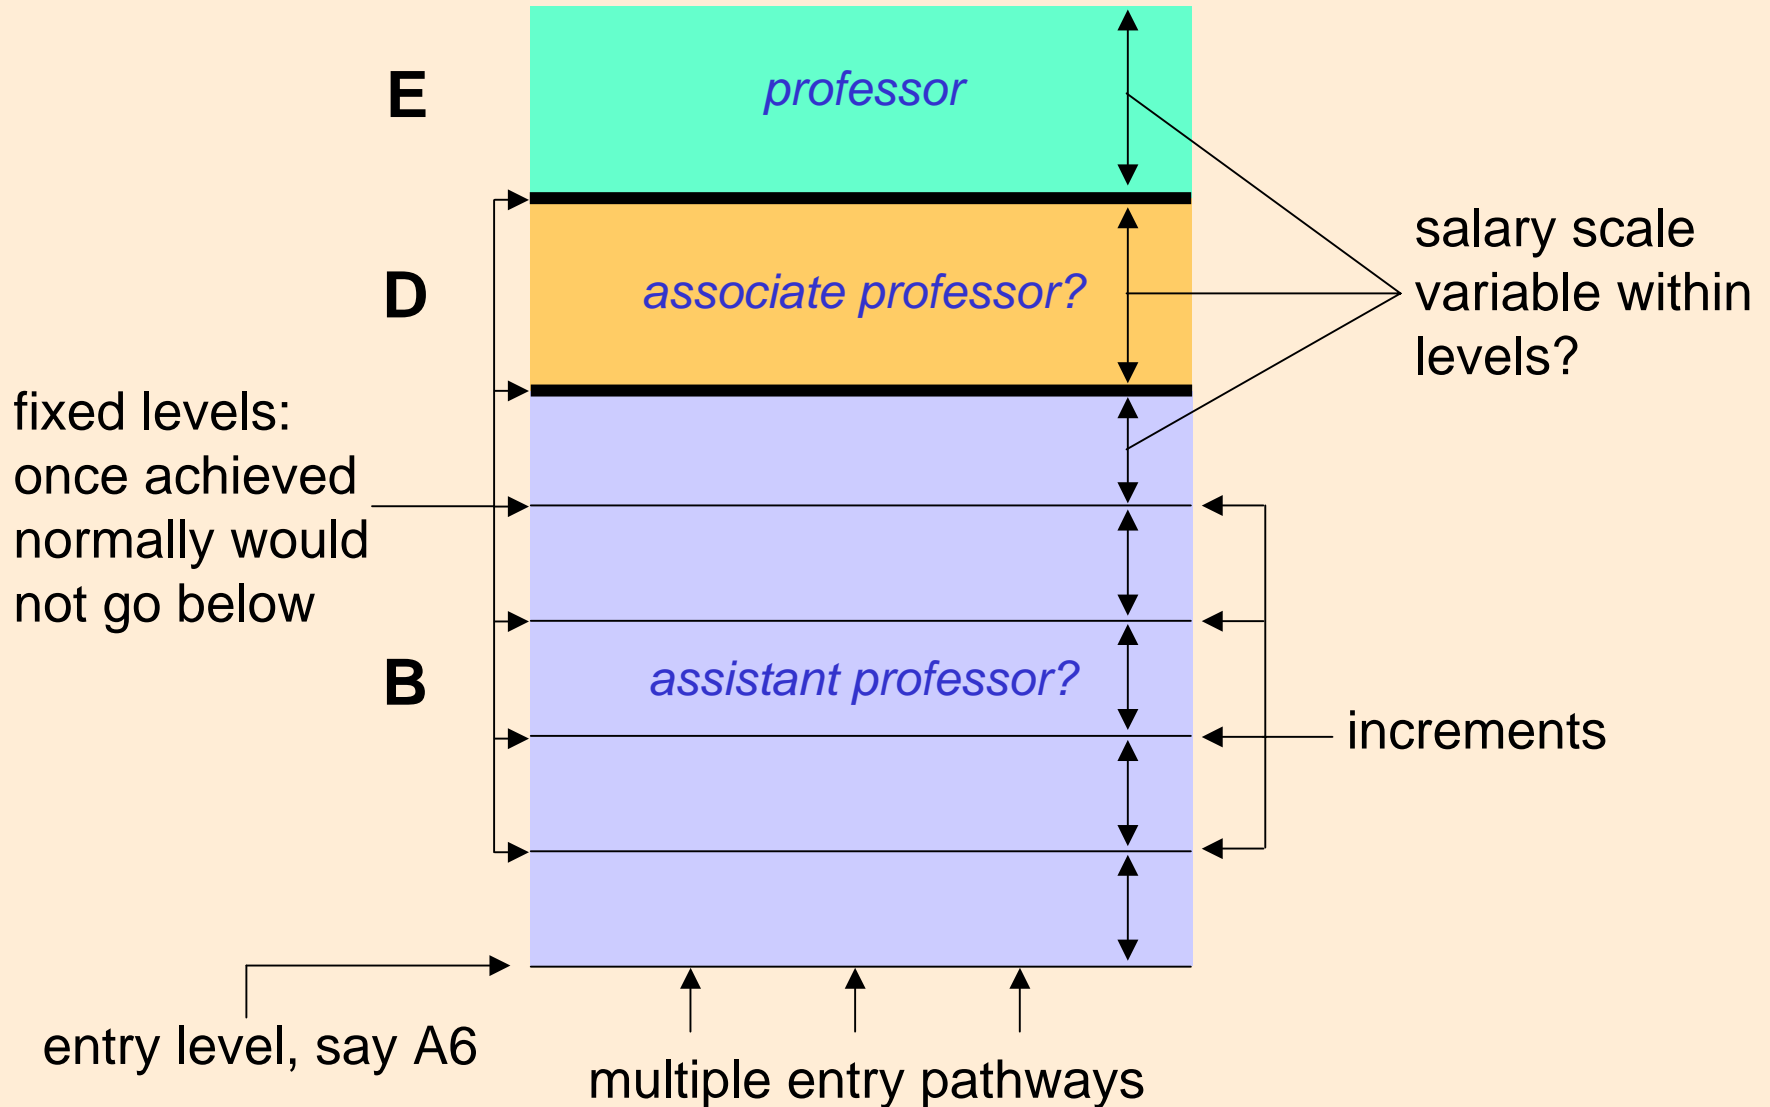 E
professor
D
associate professor?
salary scale
variable within
levels?
fixed levels:
once achieved
normally would
not go below
B
assistant professor?
increments
entry level, say A6
multiple entry pathways